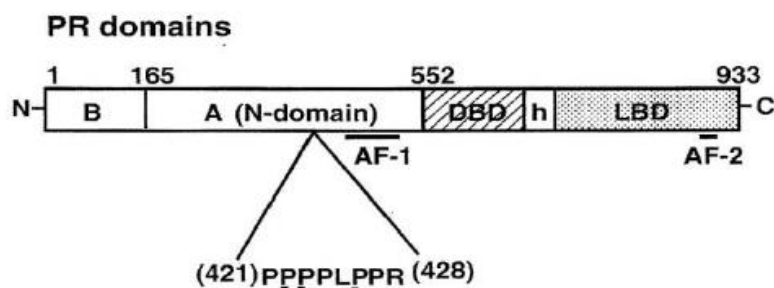 PR domains
1 165 552 933
N B A (N-domain) DBD h LBD C
AF-1 AF-2
(421) PPPPLPPR (428)